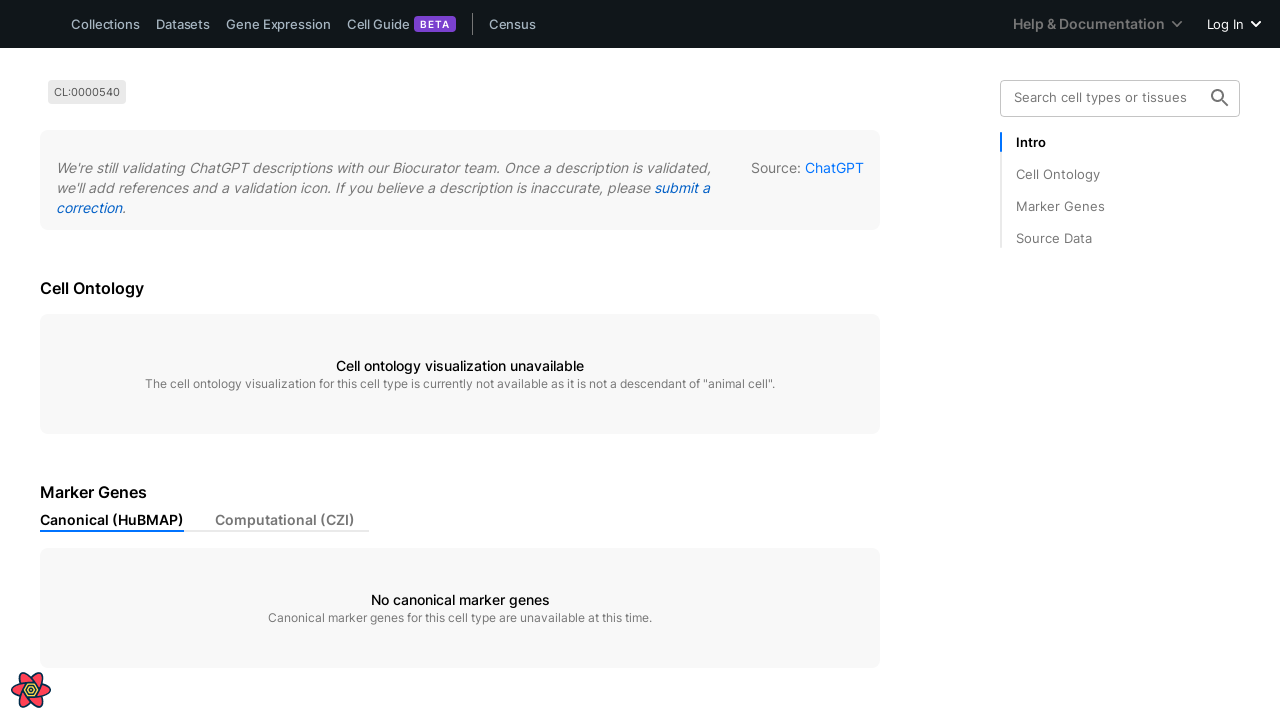 Collections Datasets Gene Expression Cell Guide BETA Census Help & Documentation Log In
CL:0000540
Search cell types or tissues
Intro
Cell Ontology
Marker Genes
Source Data
We're still validating ChatGPT descriptions with our Biocurator team. Once a description is validated,
we'll add references and a validation icon. If you believe a description is inaccurate, please submit a
correction.
Source: ChatGPT
Cell Ontology
Cell ontology visualization unavailable
The cell ontology visualization for this cell type is currently not available as it is not a descendant of "animal cell".
Marker Genes
Canonical (HuBMAP) Computational (CZI)
No canonical marker genes
Canonical marker genes for this cell type are unavailable at this time.